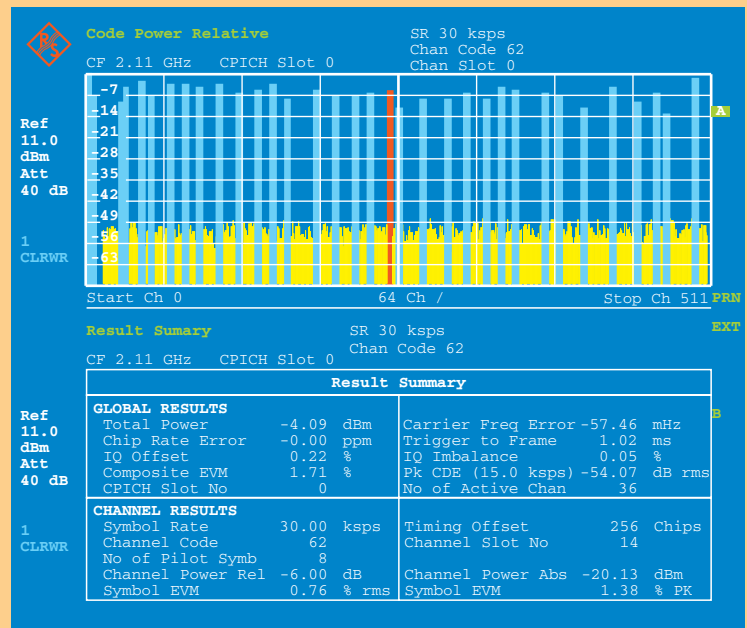 R&S
Code Power Relative
SR 30 ksps
Chan Code 62
CF 2.11 GHz CPICH Slot 0
Chan Slot 0
-7
-14
-21
-28
-35
-42
-49
-56
-63
Ref
11.0
dBm
Att
40 dB
1
CLRWR
A
Start Ch 0
64 Ch /
Stop Ch 511
PRN
EXT
Result Sumary
SR 30 ksps
Chan Code 62
CF 2.11 GHz CPICH Slot 0
Result Summary
Ref
11.0
dBm
Att
40 dB
1
CLRWR
B
GLOBAL RESULTS
Total Power -4.09 dBm Carrier Freq Error -57.46 mHz
Chip Rate Error -0.00 ppm Trigger to Frame 1.02 ms
IQ Offset 0.22 % IQ Imbalance 0.05 %
Composite EVM 1.71 % Pk CDE (15.0 ksps) -54.07 dB rms
CPICH Slot No 0 No of Active Chan 36
CHANNEL RESULTS
Symbol Rate 30.00 ksps Timing Offset 256 Chips
Channel Code 62 Channel Slot No 14
No of Pilot Symb 8
Channel Power Rel -6.00 dB Channel Power Abs -20.13 dBm
Symbol EVM 0.76 % rms Symbol EVM 1.38 % PK